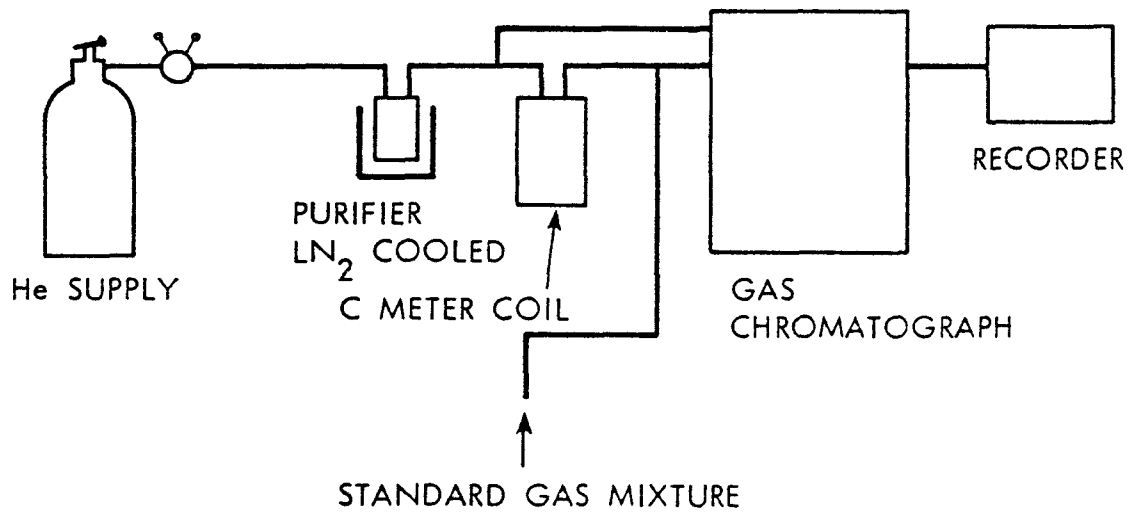 RECORDER
PURIFIER
LN2 COOLED
He SUPPLY
C METER COIL
GAS
CHROMATOGRAPH
STANDARD GAS MIXTURE